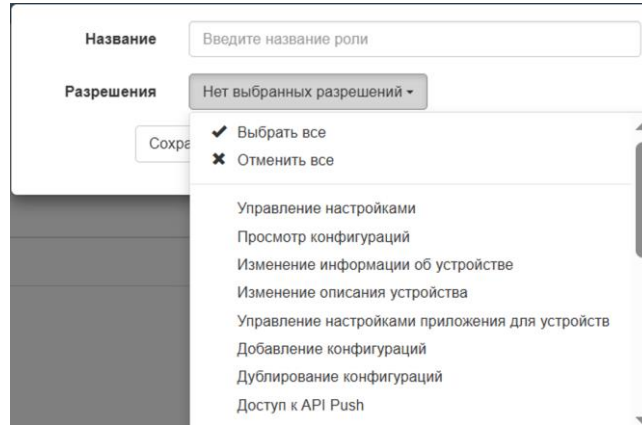 Название
Введите название роли
Разрешения
Нет выбранных разрешений
Сохра
Выбрать все
Отменить все
Управление настройками
Просмотр конфигураций
Изменение информации об устройстве
Изменение описания устройства
Управление настройками приложения для устройств
Добавление конфигураций
Дублирование конфигураций
Доступ к API Push